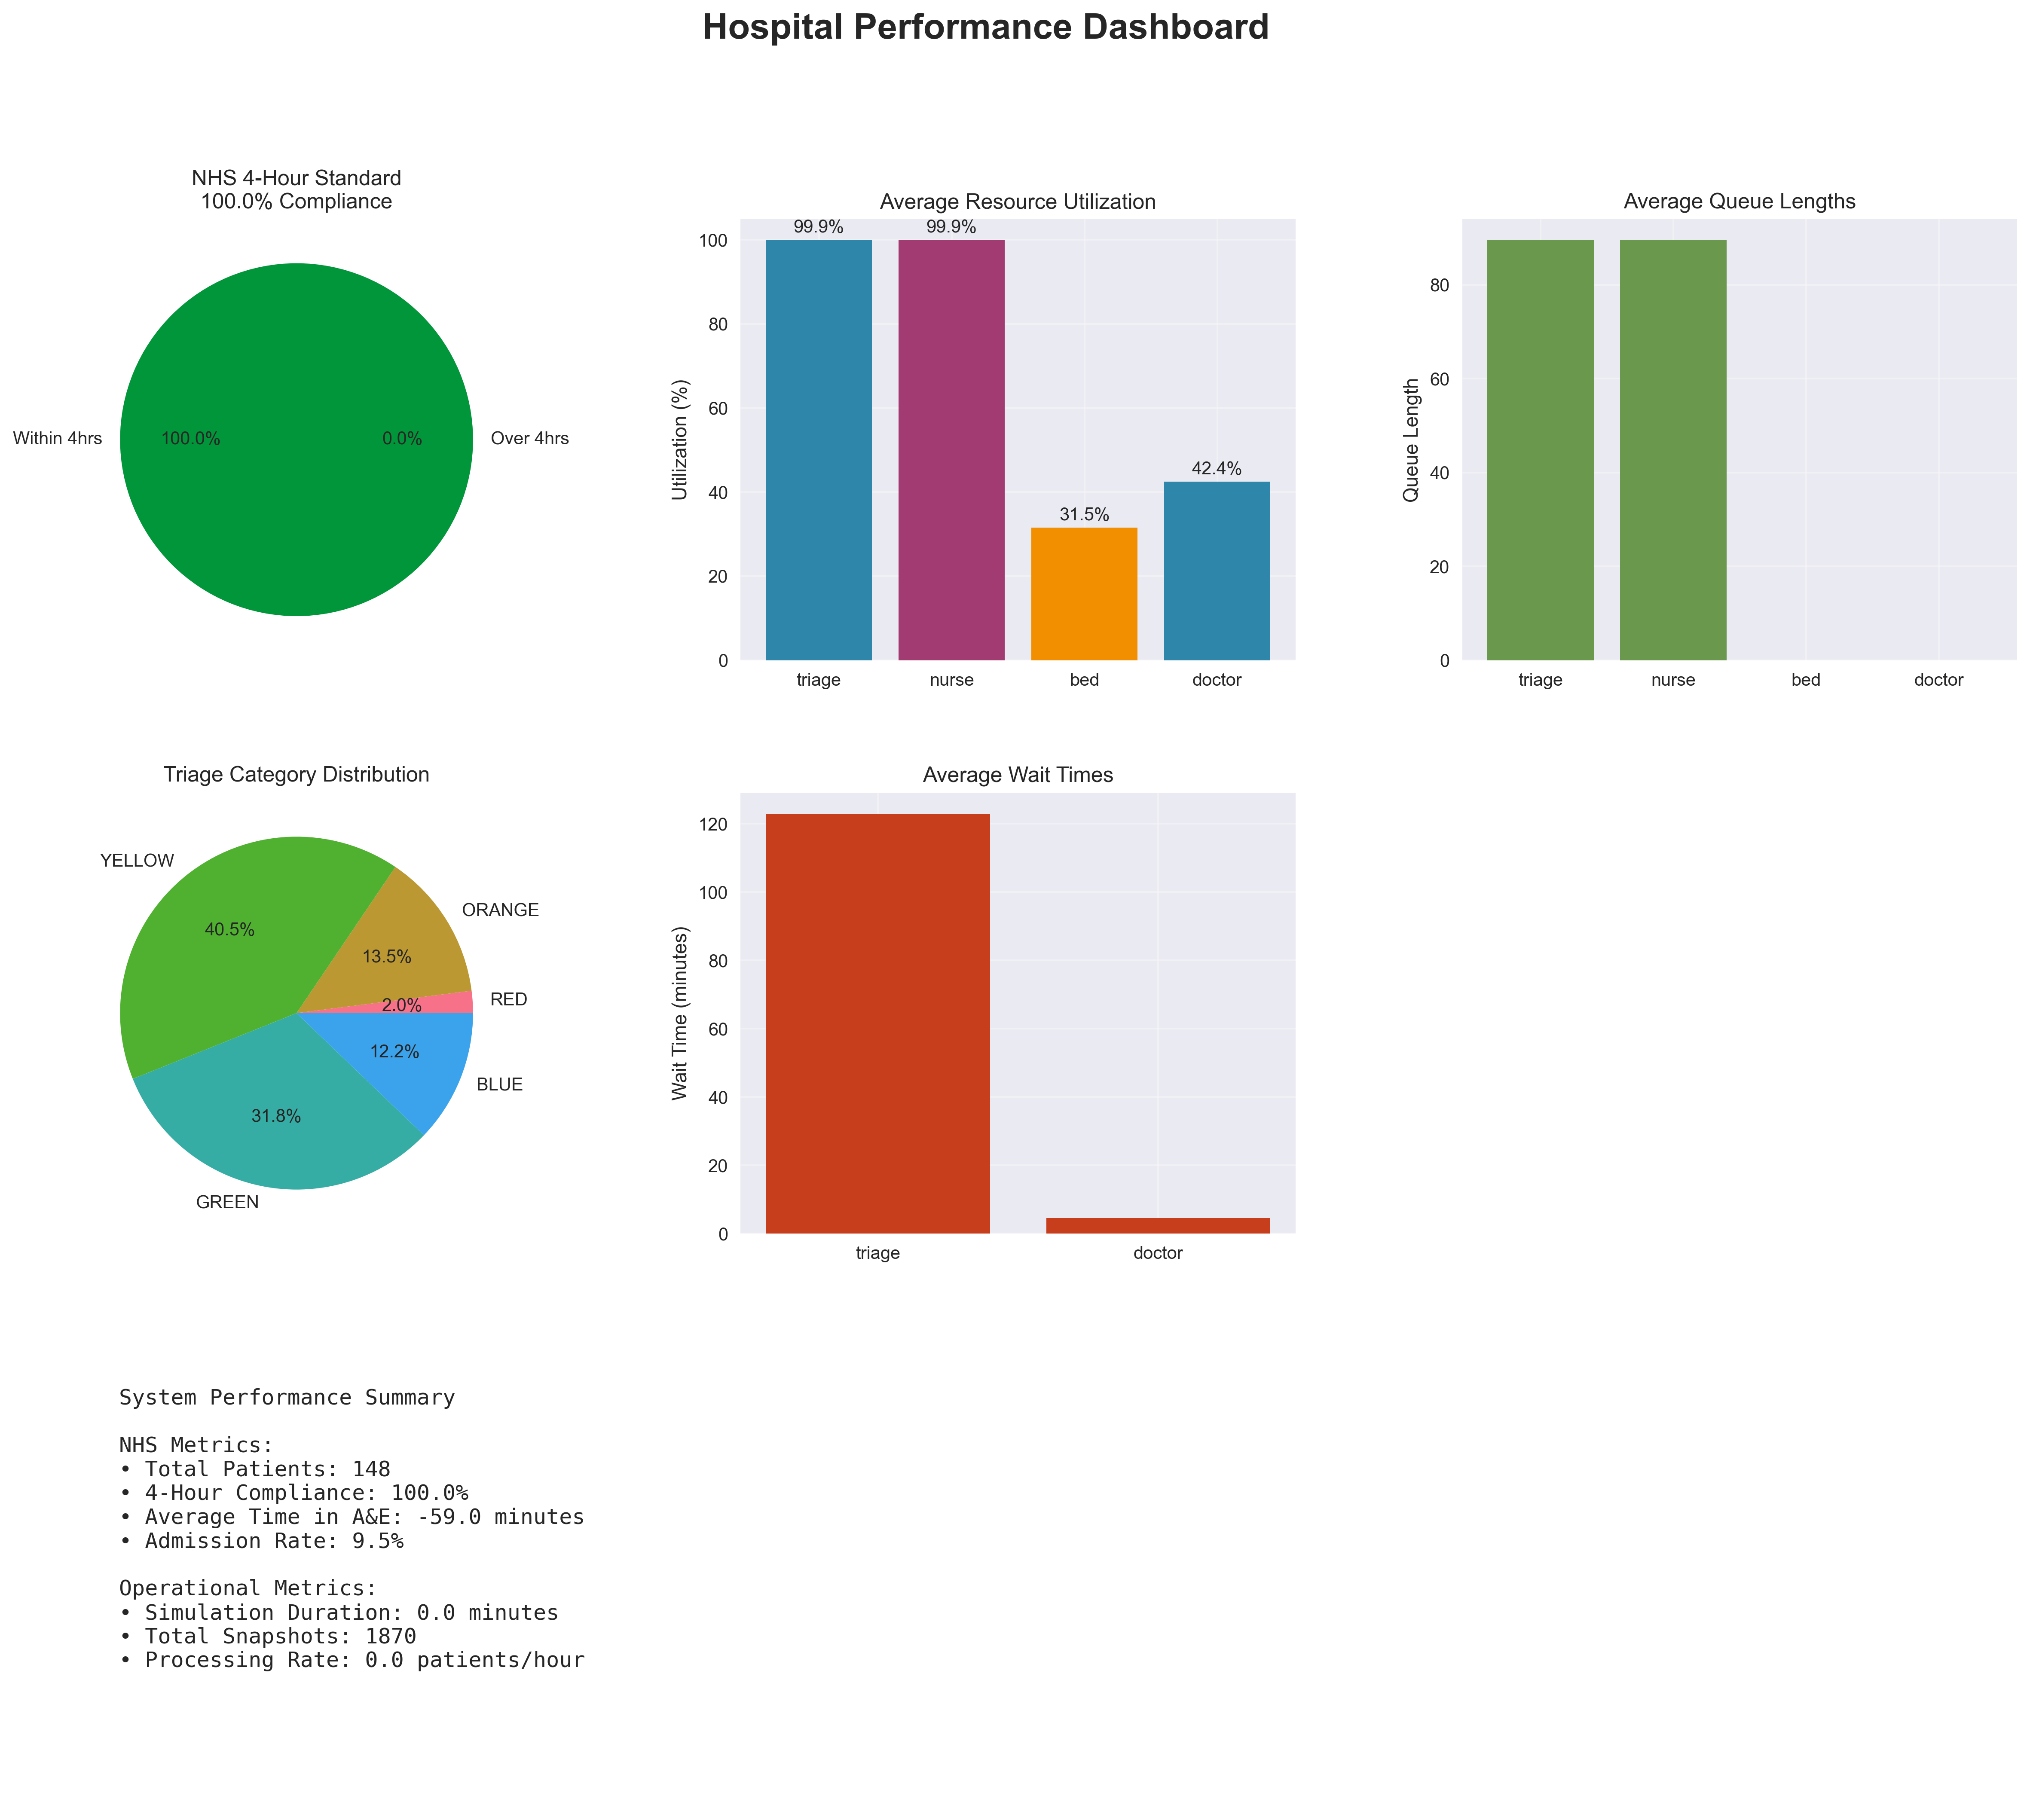 Hospital Performance Dashboard
NHS 4-Hour Standard
100.0% Compliance
Within 4hrs
100.0%
0.0%
Over 4hrs
Average Resource Utilization
Utilization (%)
100
80
60
40
20
0
99.9%
99.9%
31.5%
42.4%
triage
nurse
bed
doctor
Average Queue Lengths
Queue Length
80
60
40
20
0
triage
nurse
bed
doctor
Triage Category Distribution
YELLOW
40.5%
ORANGE
13.5%
RED
2.0%
BLUE
12.2%
GREEN
31.8%
Average Wait Times
Wait Time (minutes)
120
100
80
60
40
20
0
triage
doctor
System Performance Summary
NHS Metrics:
• Total Patients: 148
• 4-Hour Compliance: 100.0%
• Average Time in A&E: -59.0 minutes
• Admission Rate: 9.5%
Operational Metrics:
• Simulation Duration: 0.0 minutes
• Total Snapshots: 1870
• Processing Rate: 0.0 patients/hour